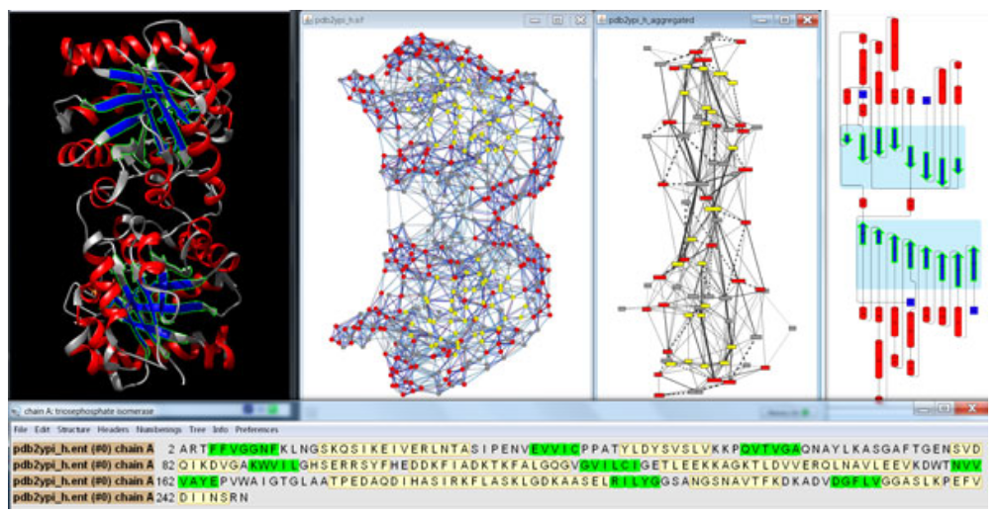 pdb2ypi_h.sif
pdb2ypi_h_aggregated
chain A: triosephosphate isomerase
File Edit Structure Headers Numberings Tree Info Preferences
pdb2ypi_h.ent (#0) chain A 2 ARTFFVGGNFKLNGSKQSIKEIVERLNTASIPENVEVVICPPATYLDYSVSLVKKPQVTVGAQNAYLKASGAFTGENSVD
pdb2ypi_h.ent (#0) chain A 82 QIKDVGAKWVILGHSERRSYFHEDDKFIADKTKFALGQGVGVILCIGETLEEKKAGKTLDVVERQLNAVLEEVKDWTNVV
pdb2ypi_h.ent (#0) chain A 162 VAYEPVWAIGTGLAATPEDAQDIHASIRKFLASKLGDKAASELRILYGGSANGSNAVTFKDKADVDGFLVGGASLKPEFV
pdb2ypi_h.ent (#0) chain A 242 DIINSRN